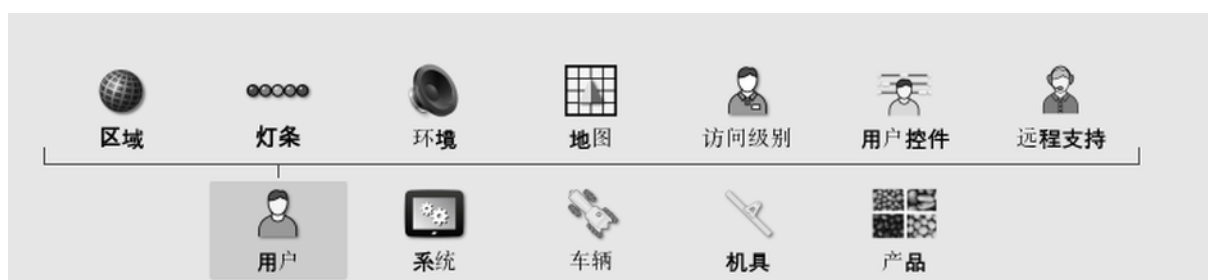 区域 灯条 环境 地图 访问级别 用户控件 远程支持
用户 系统 车辆 机具 产品